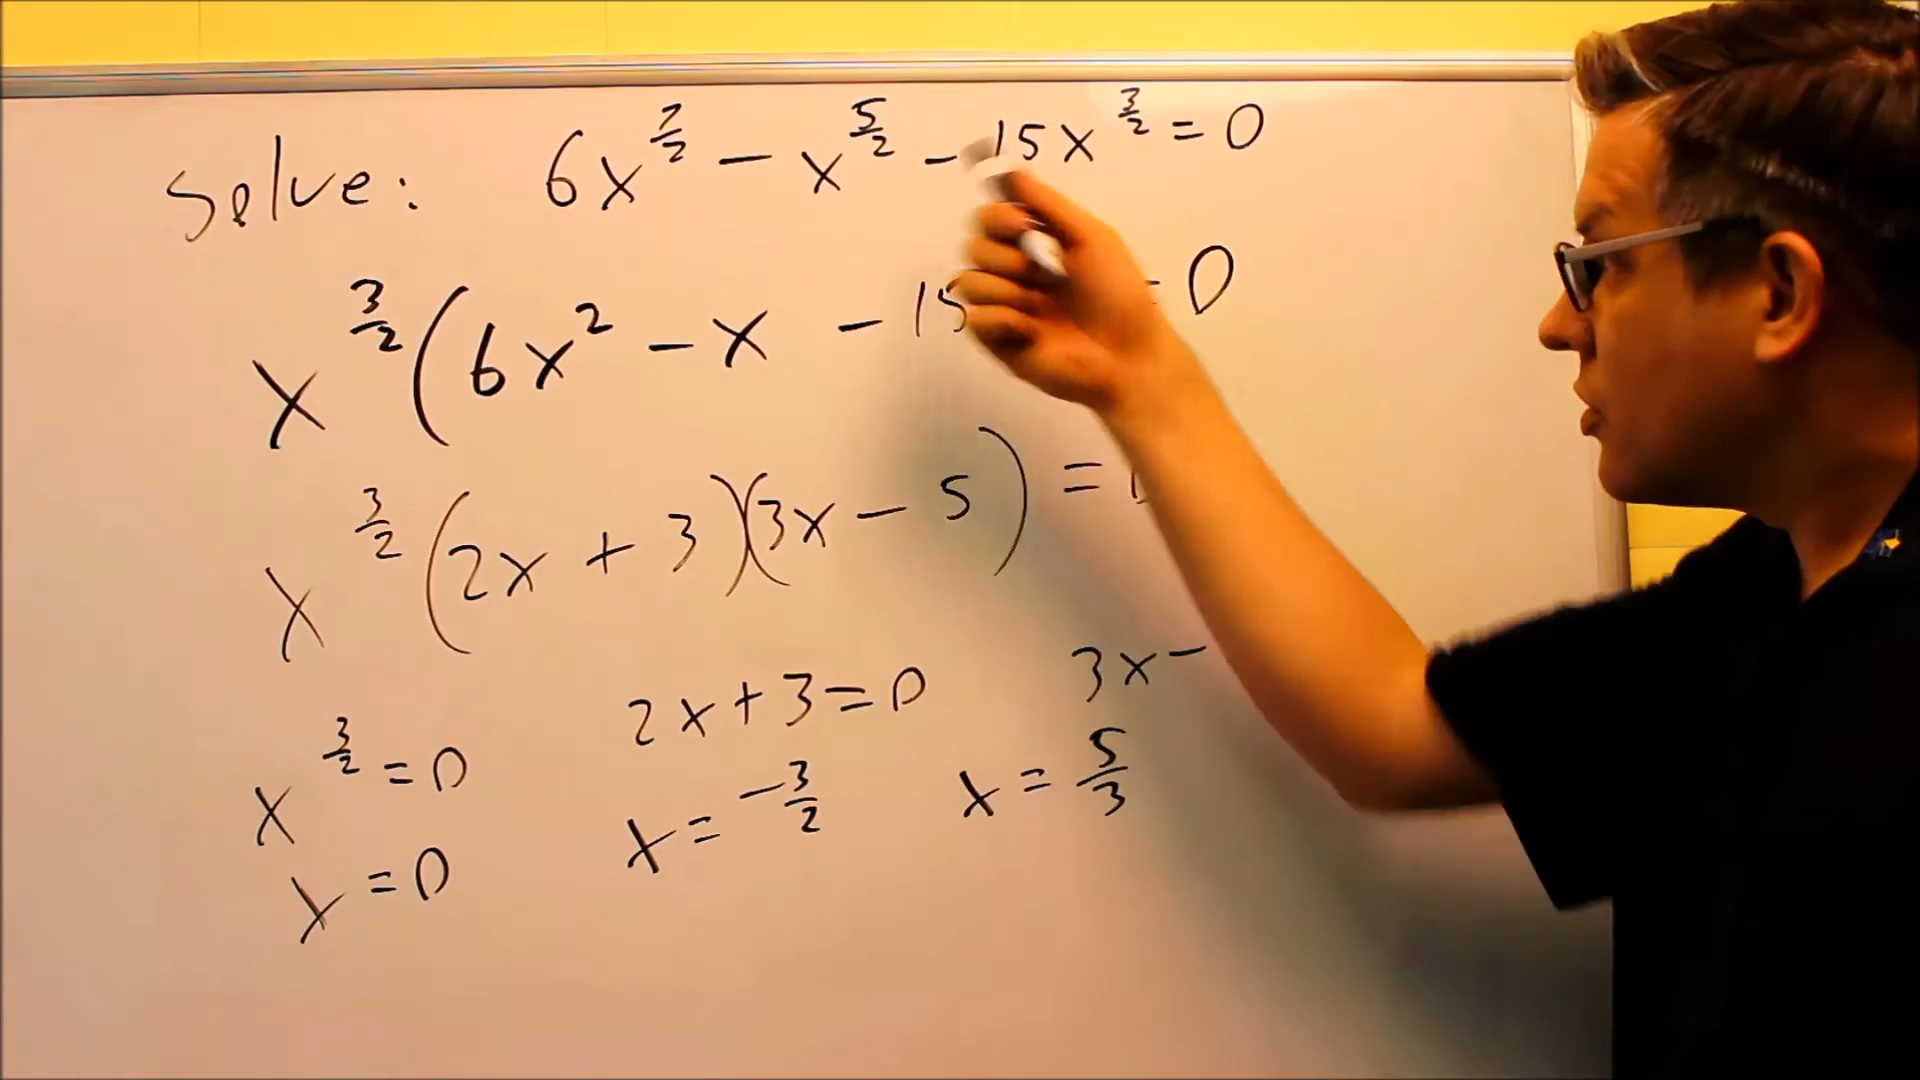 Solve: 6x^(7/2) - x^(5/2) - 15x^(3/2) = 0
x^(3/2) (6x^2 - x - 15 = 0
x^(3/2) (2x + 3)(3x - 5) =
x^(3/2) = 0 2x + 3 = 0 3x -
x = 0 x = -3/2 x = 5/3